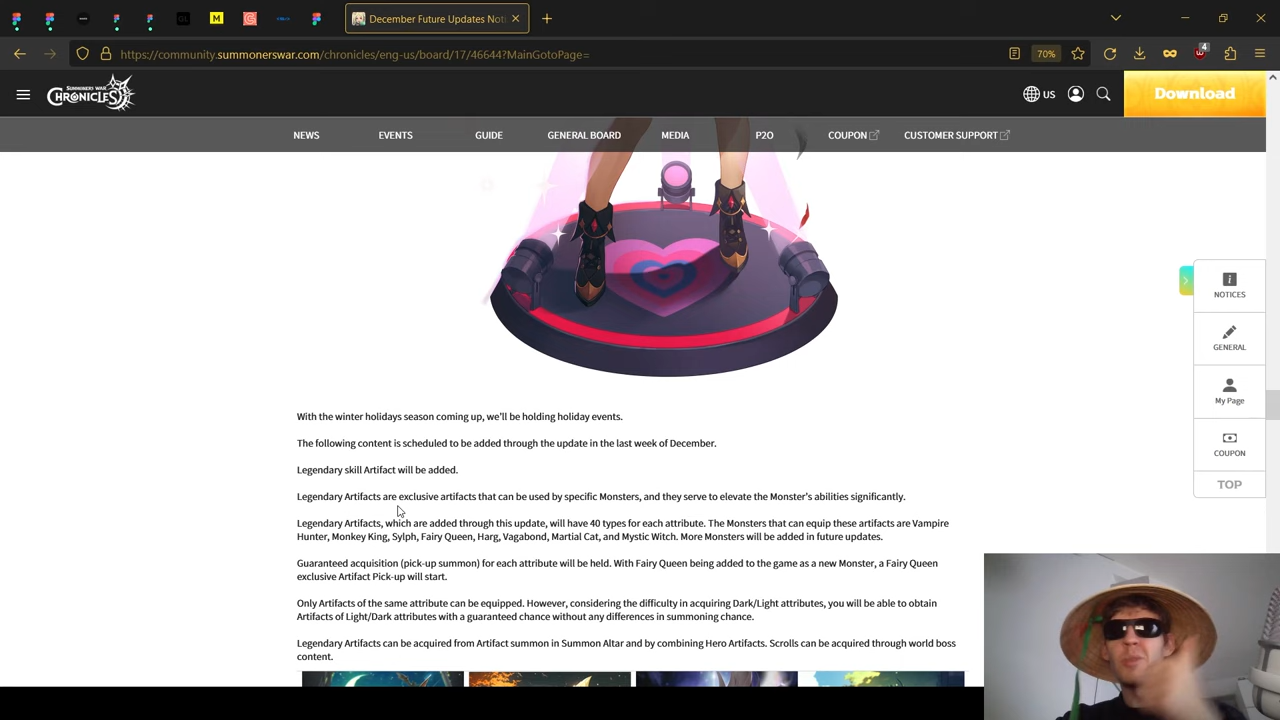 December Future Updates Noti
https://community.summonerswar.com/chronicles/eng-us/board/17/46644?MainGotoPage=
70%
4
SUMMONERS WAR
CHRONICLES
US
Download
NEWS
EVENTS
GUIDE
GENERAL BOARD
MEDIA
P2O
COUPON
CUSTOMER SUPPORT
NOTICES
GENERAL
My Page
COUPON
TOP
With the winter holidays season coming up, we'll be holding holiday events.
The following content is scheduled to be added through the update in the last week of December.
Legendary skill Artifact will be added.
Legendary Artifacts are exclusive artifacts that can be used by specific Monsters, and they serve to elevate the Monster's abilities significantly.
Legendary Artifacts, which are added through this update, will have 40 types for each attribute. The Monsters that can equip these artifacts are Vampire
Hunter, Monkey King, Sylph, Fairy Queen, Harg, Vagabond, Martial Cat, and Mystic Witch. More Monsters will be added in future updates.
Guaranteed acquisition (pick-up summon) for each attribute will be held. With Fairy Queen being added to the game as a new Monster, a Fairy Queen
exclusive Artifact Pick-up will start.
Only Artifacts of the same attribute can be equipped. However, considering the difficulty in acquiring Dark/Light attributes, you will be able to obtain
Artifacts of Light/Dark attributes with a guaranteed chance without any differences in summoning chance.
Legendary Artifacts can be acquired from Artifact summon in Summon Altar and by combining Hero Artifacts. Scrolls can be acquired through world boss
content.